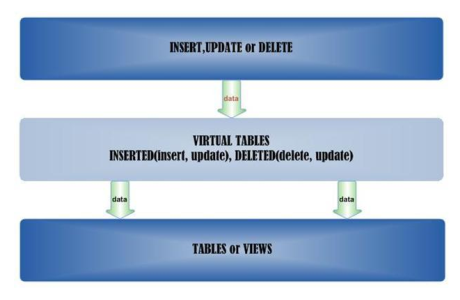 INSERT,UPDATE or DELETE
data
VIRTUAL TABLES
INSERTED(insert, update), DELETED(delete, update)
data
data
TABLES or VIEWS